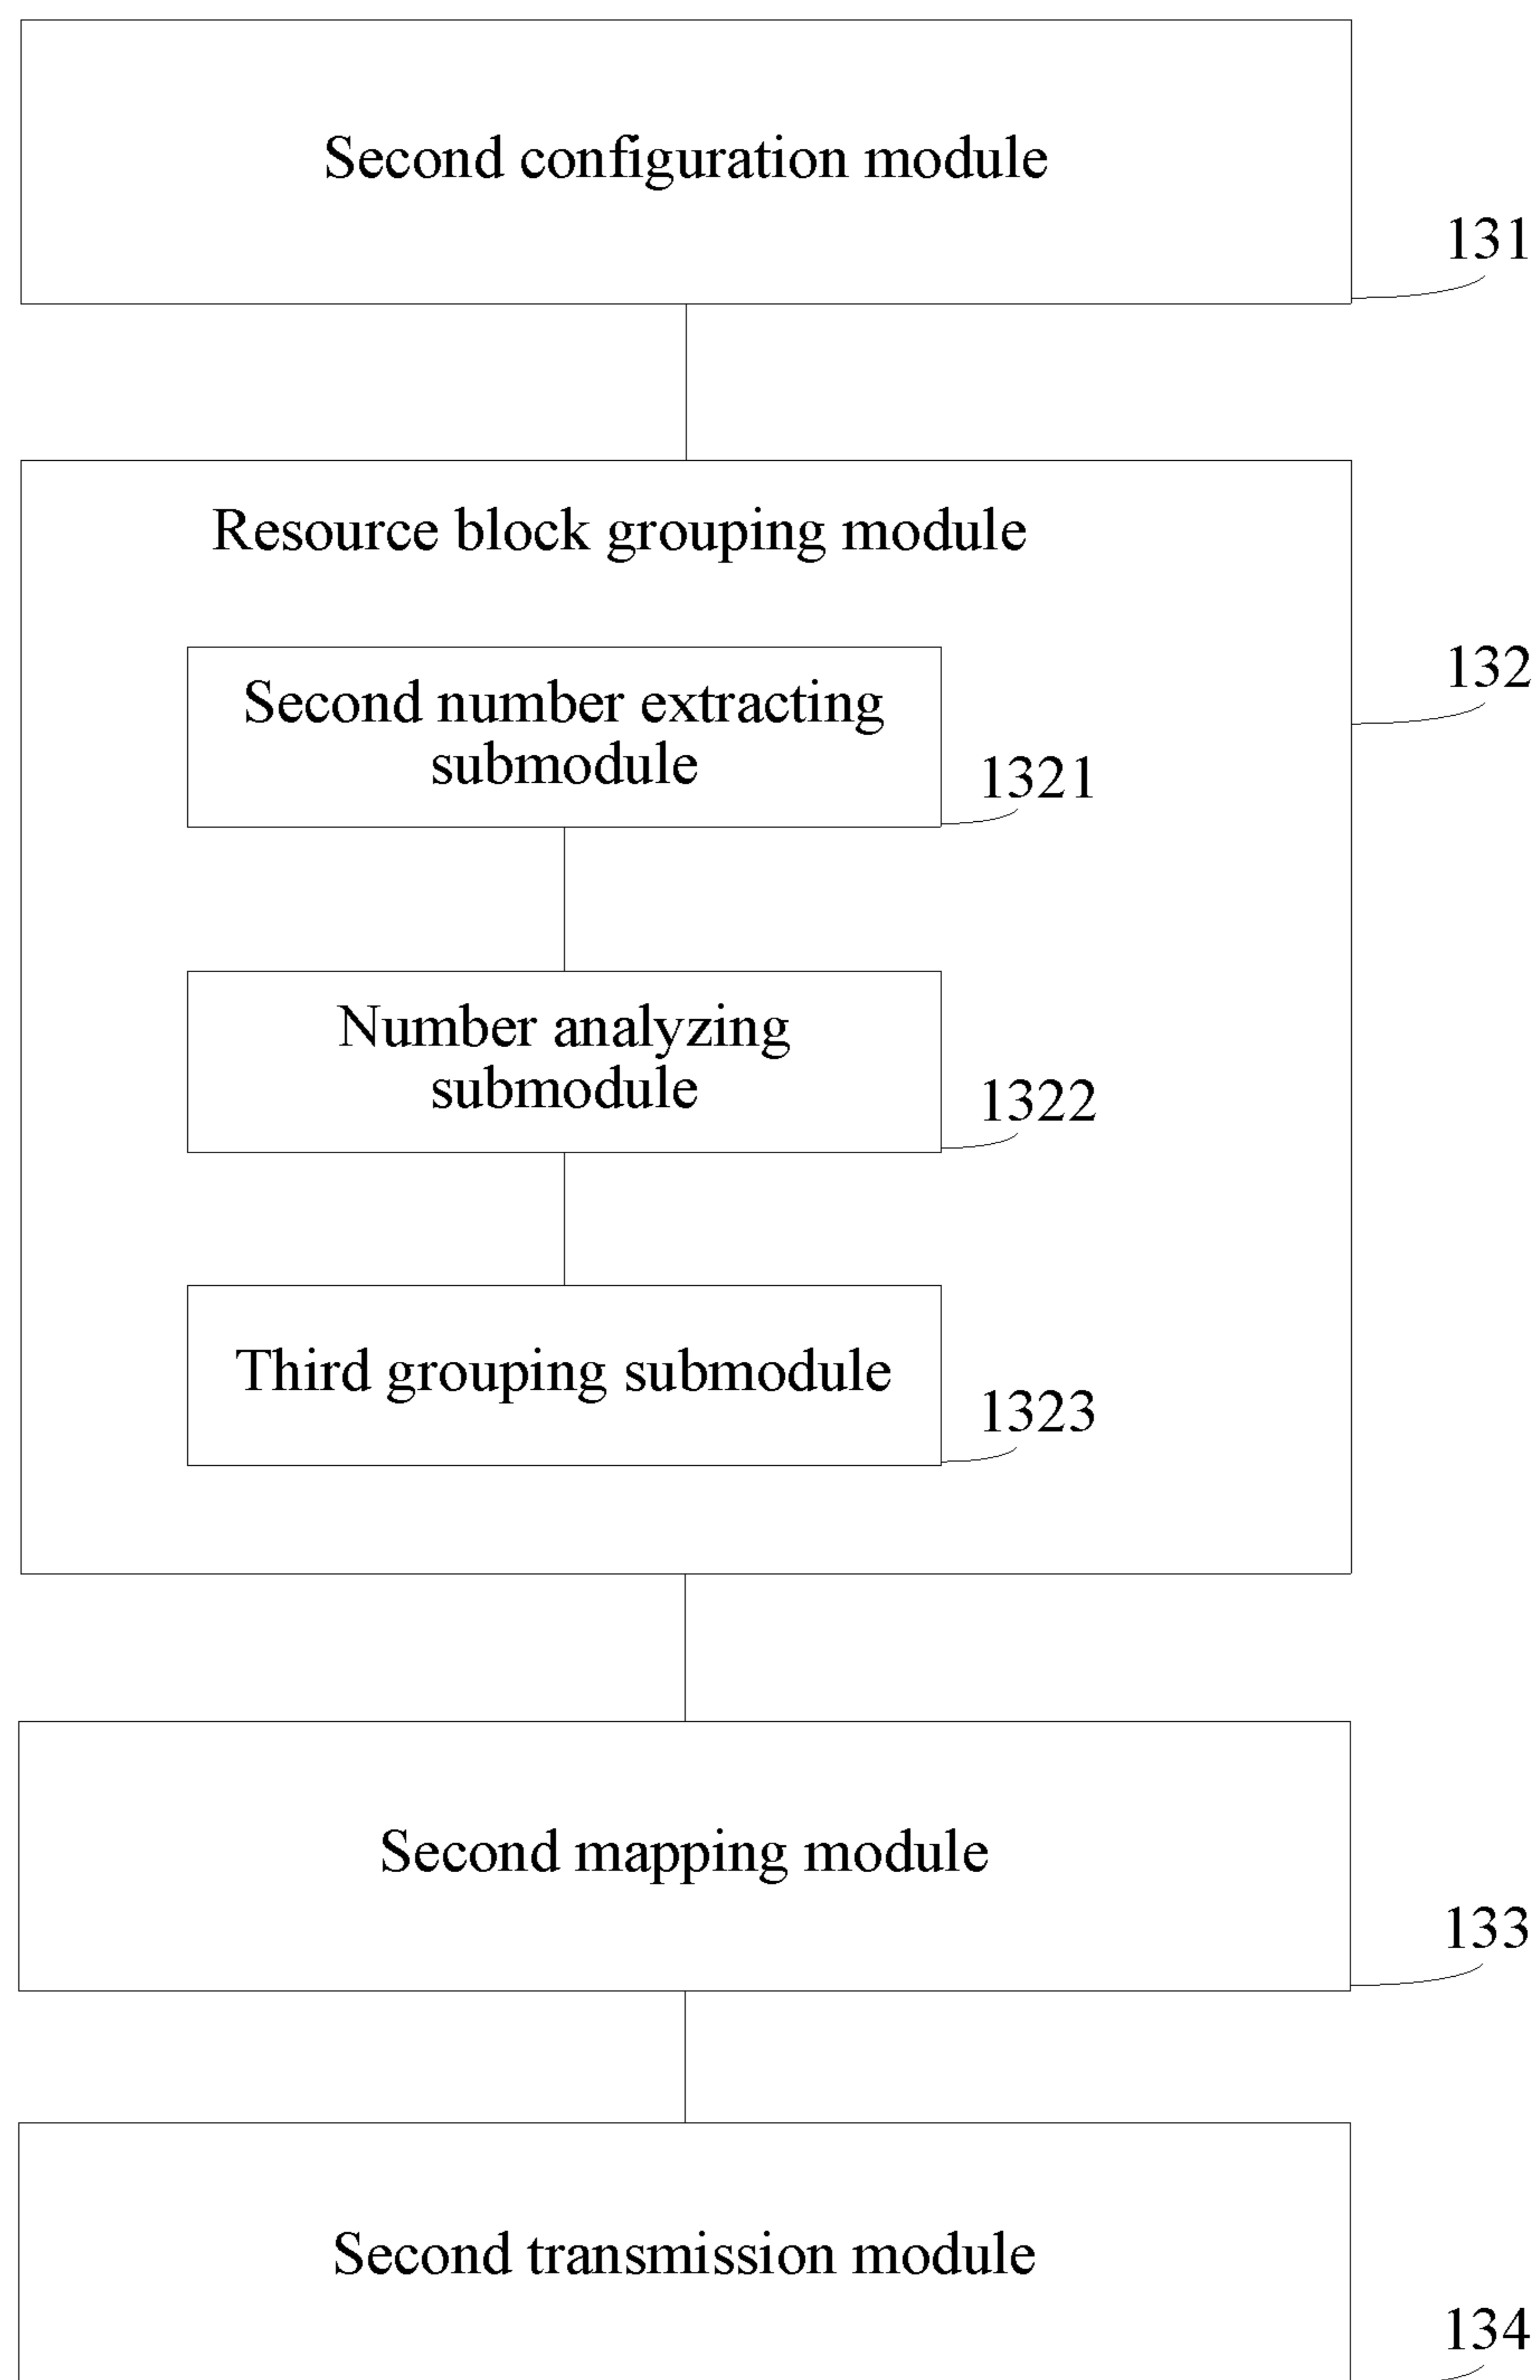 Second configuration module
131
Resource block grouping module
132
Second number extracting
submodule
1321
Number analyzing
submodule
1322
Third grouping submodule
1323
Second mapping module
133
Second transmission module
134